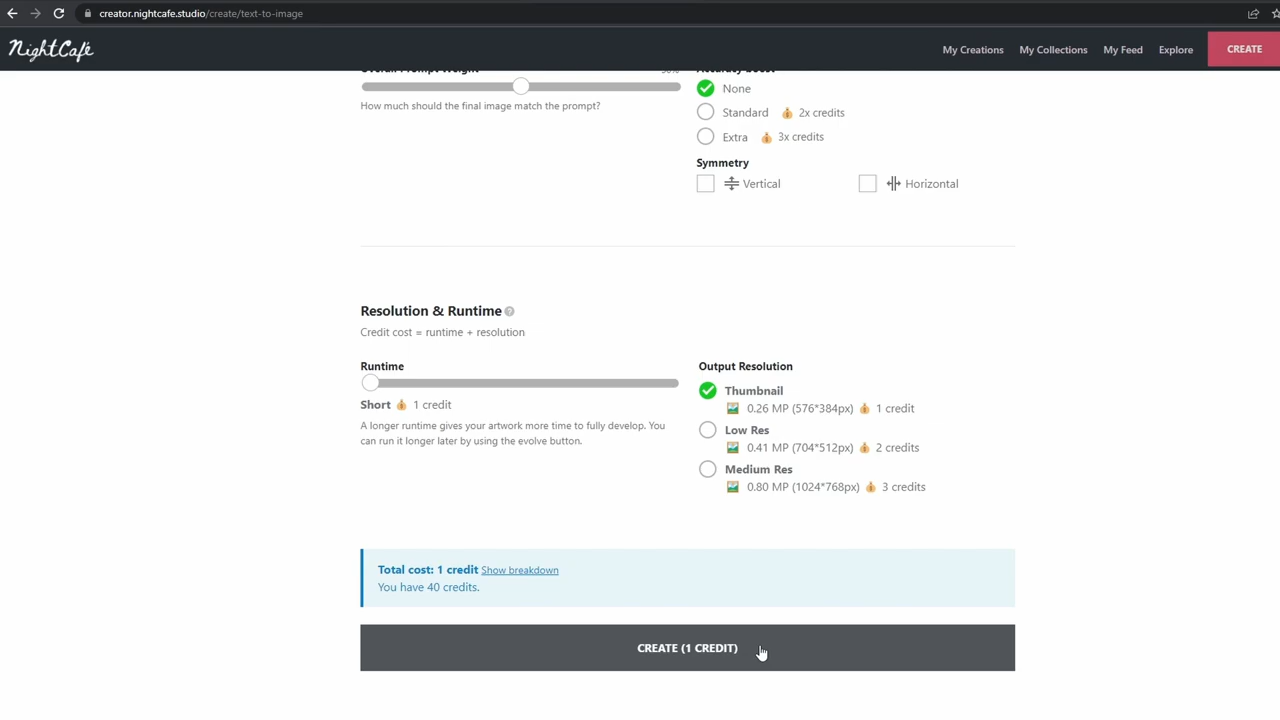 creator.nightcafe.studio/create/text-to-image
NightCafé
My Creations
My Collections
My Feed
Explore
CREATE
Overall Prompt Weight
50%
How much should the final image match the prompt?
Accuracy boost
None
Standard 2x credits
Extra 3x credits
Symmetry
Vertical
Horizontal
Resolution & Runtime ?
Credit cost = runtime + resolution
Runtime
Short 1 credit
A longer runtime gives your artwork more time to fully develop. You
can run it longer later by using the evolve button.
Output Resolution
Thumbnail
0.26 MP (576*384px) 1 credit
Low Res
0.41 MP (704*512px) 2 credits
Medium Res
0.80 MP (1024*768px) 3 credits
Total cost: 1 credit Show breakdown
You have 40 credits.
CREATE (1 CREDIT)